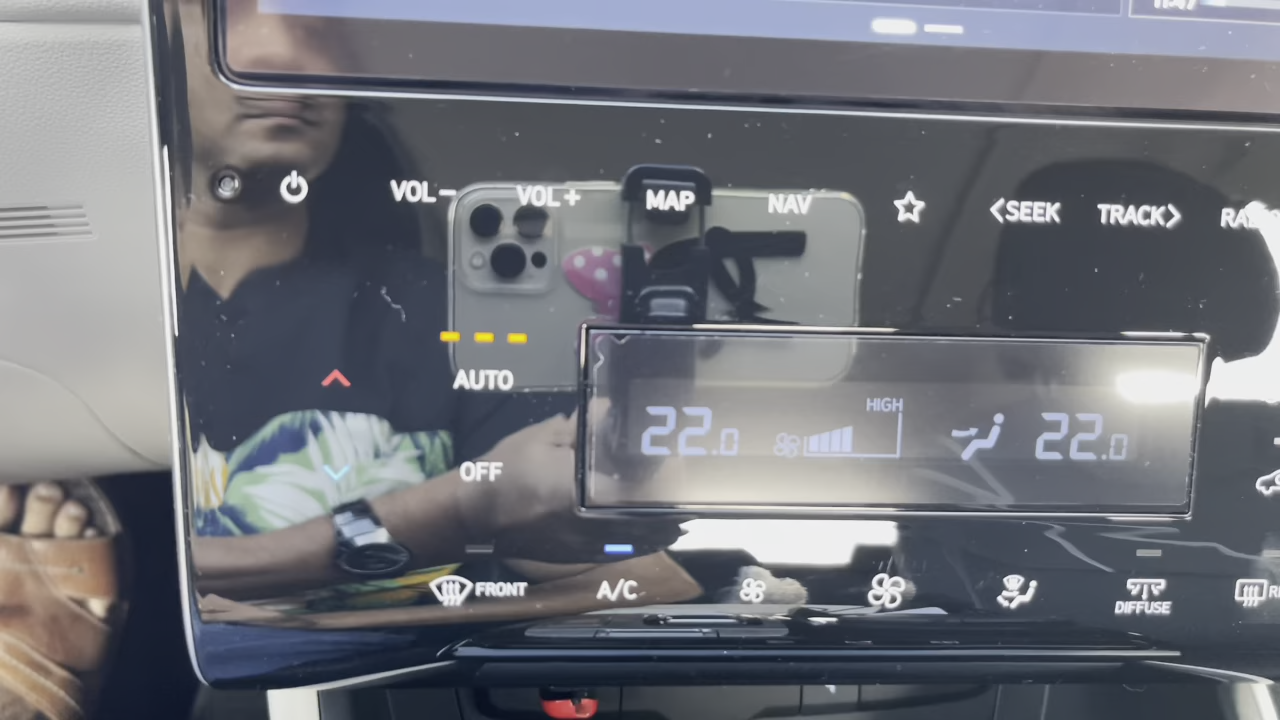 VOL− VOL+ MAP NAV <SEEK TRACK>
AUTO
HIGH
22.0 22.0
OFF
FRONT A/C
DIFFUSE